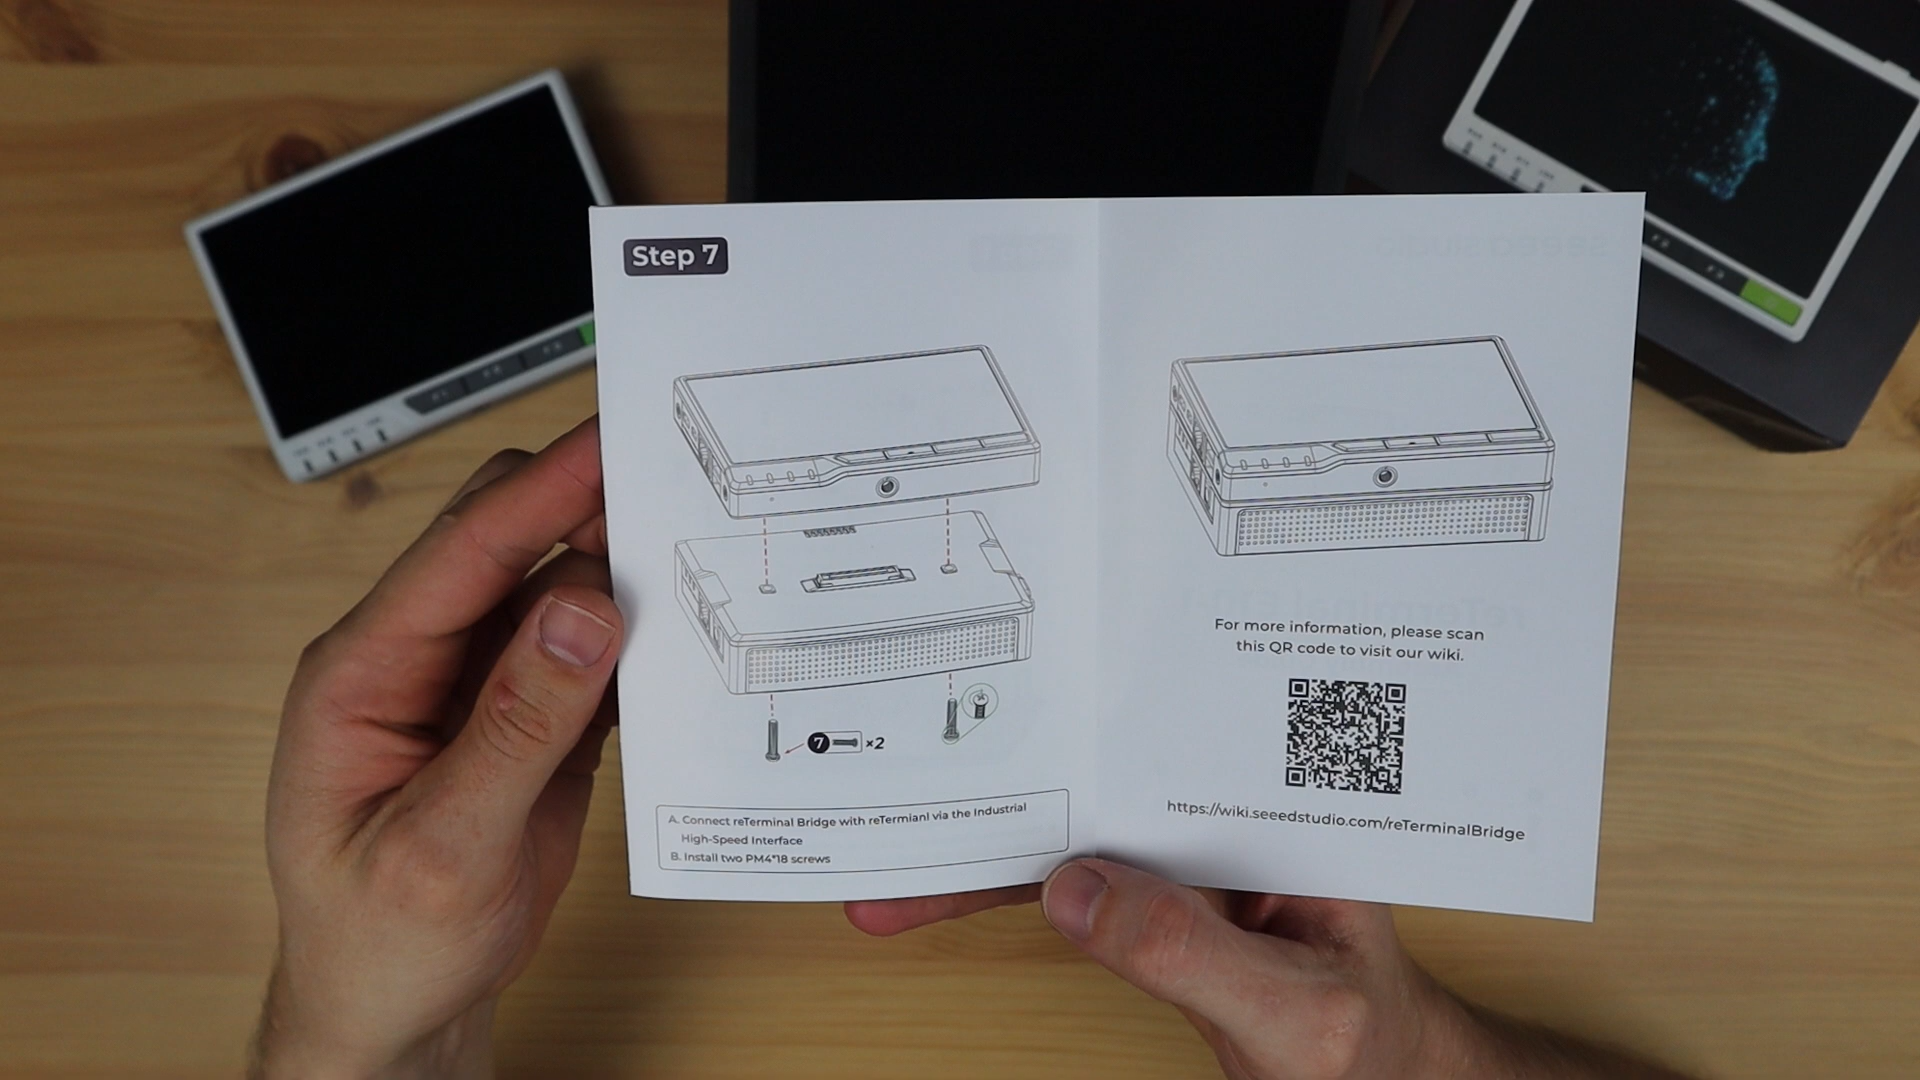 Step 7
7 ×2
A. Connect reTerminal Bridge with reTermianl via the Industrial
High-Speed Interface
B. Install two PM4*18 screws
For more information, please scan
this QR code to visit our wiki.
https://wiki.seeedstudio.com/reTerminalBridge